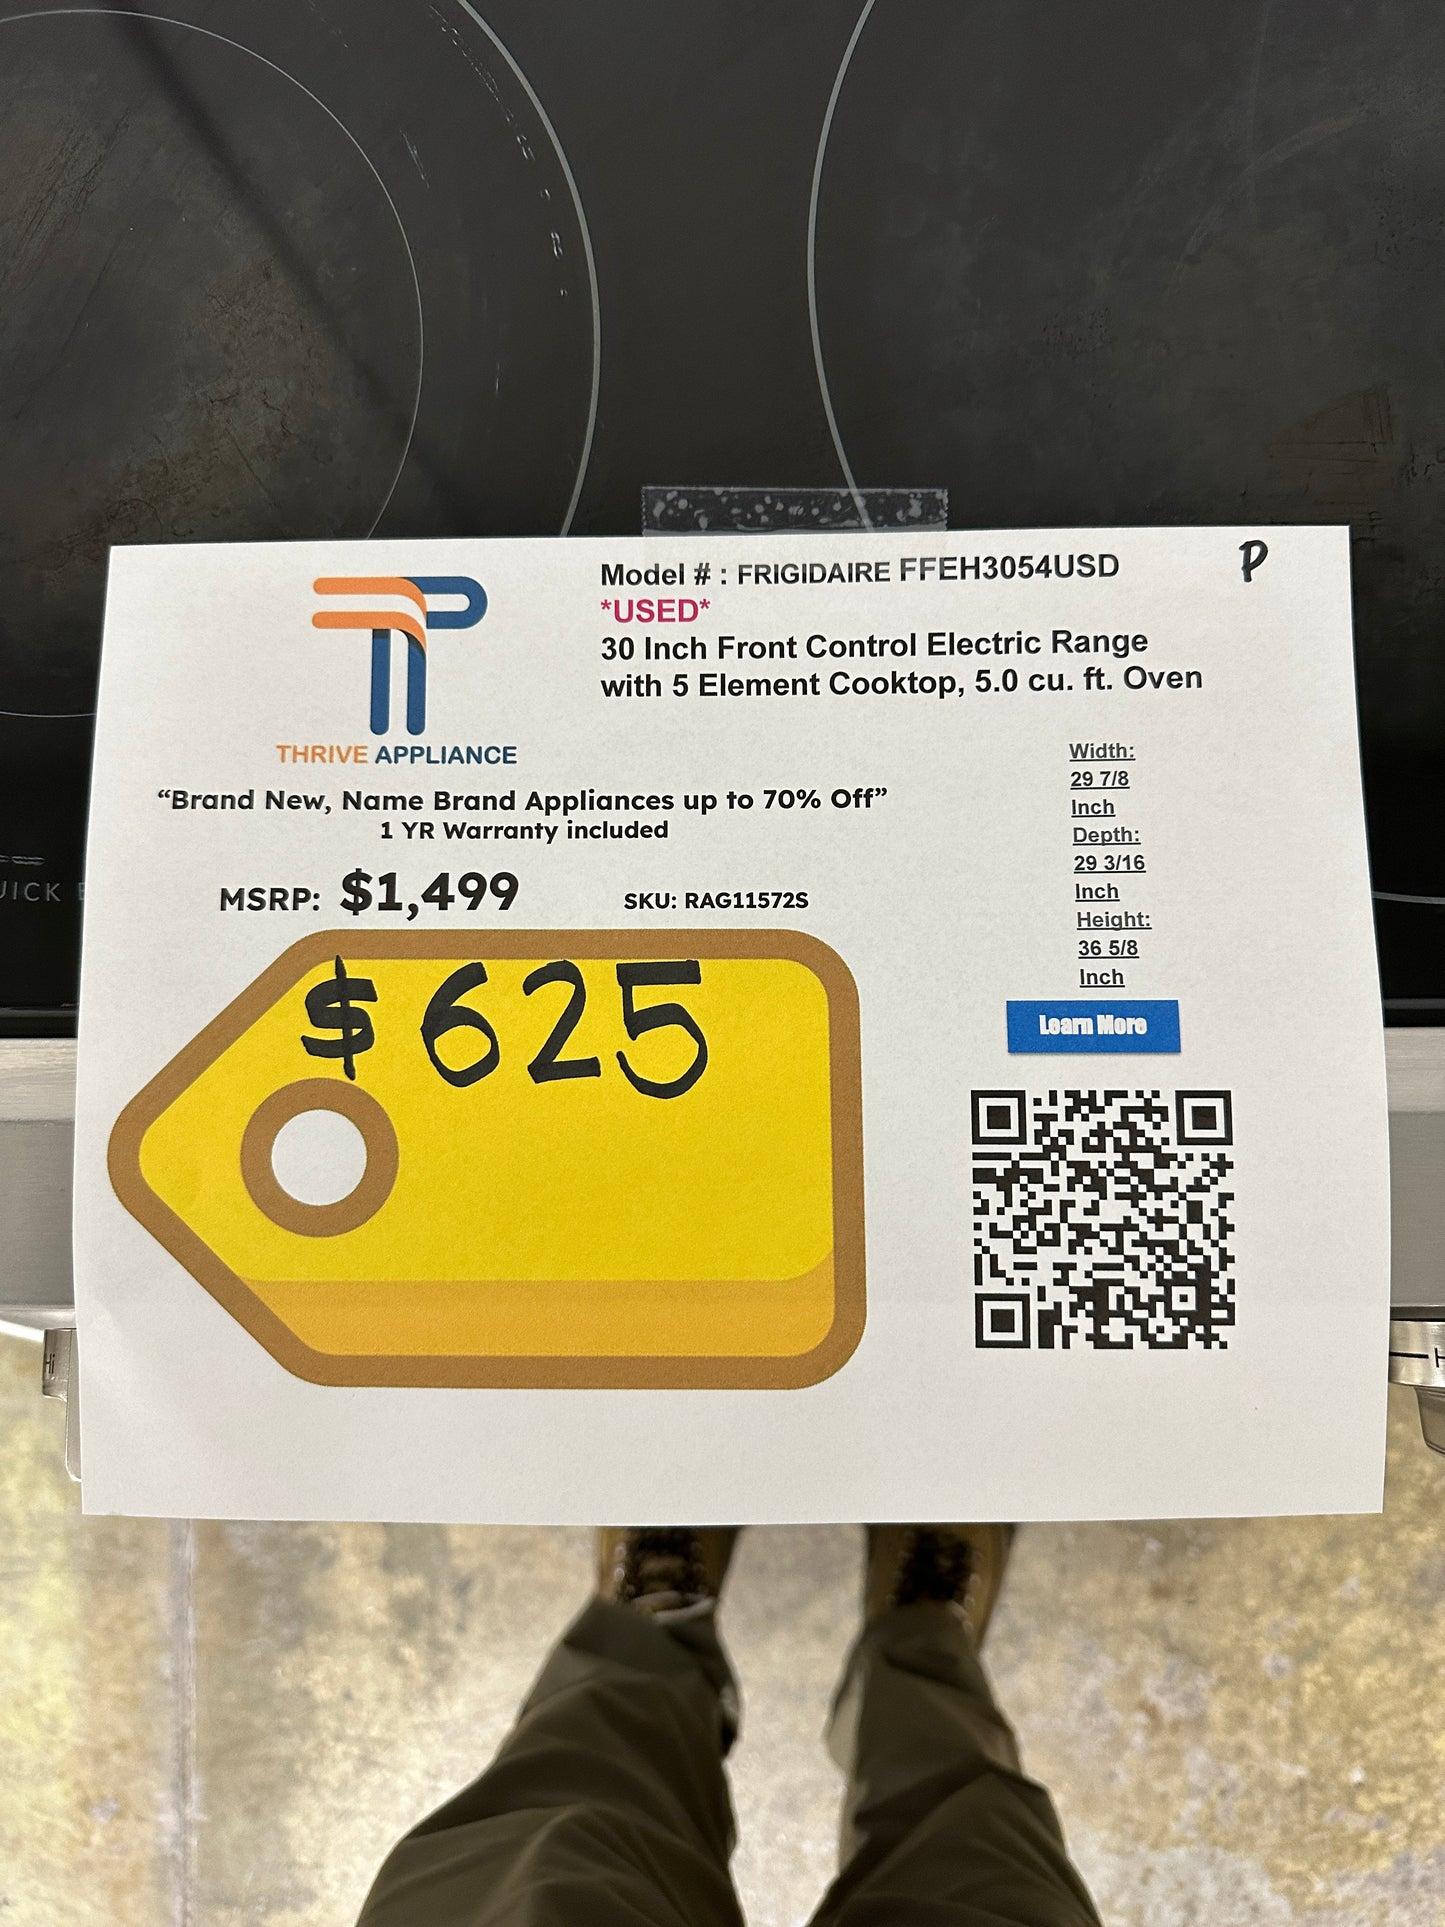 Model # : FRIGIDAIRE FFEH3054USD
P
*USED*
30 Inch Front Control Electric Range
with 5 Element Cooktop, 5.0 cu. ft. Oven
THRIVE APPLIANCE
“Brand New, Name Brand Appliances up to 70% Off”
1 YR Warranty included
MSRP: $1,499
SKU: RAG11572S
$625
Width:
29 7/8
Inch
Depth:
29 3/16
Inch
Height:
36 5/8
Inch
Learn More
Hi